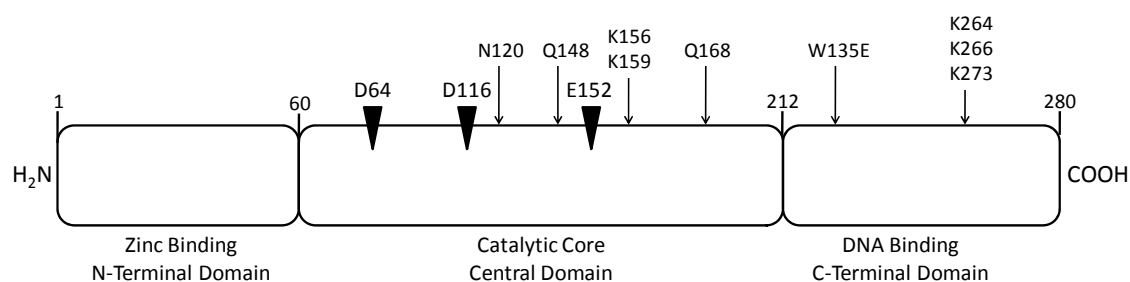 K264
K156
K266
N120 Q148 K159 Q168 W135E K273
D64 D116 E152
1 60 212 280
H₂N COOH
Zinc Binding Catalytic Core DNA Binding
N-Terminal Domain Central Domain C-Terminal Domain